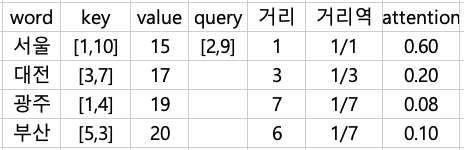 word key value query 거리 거리역 attention
서울 [1,10] 15 [2,9] 1 1/1 0.60
대전 [3,7] 17 3 1/3 0.20
광주 [1,4] 19 7 1/7 0.08
부산 [5,3] 20 6 1/7 0.10